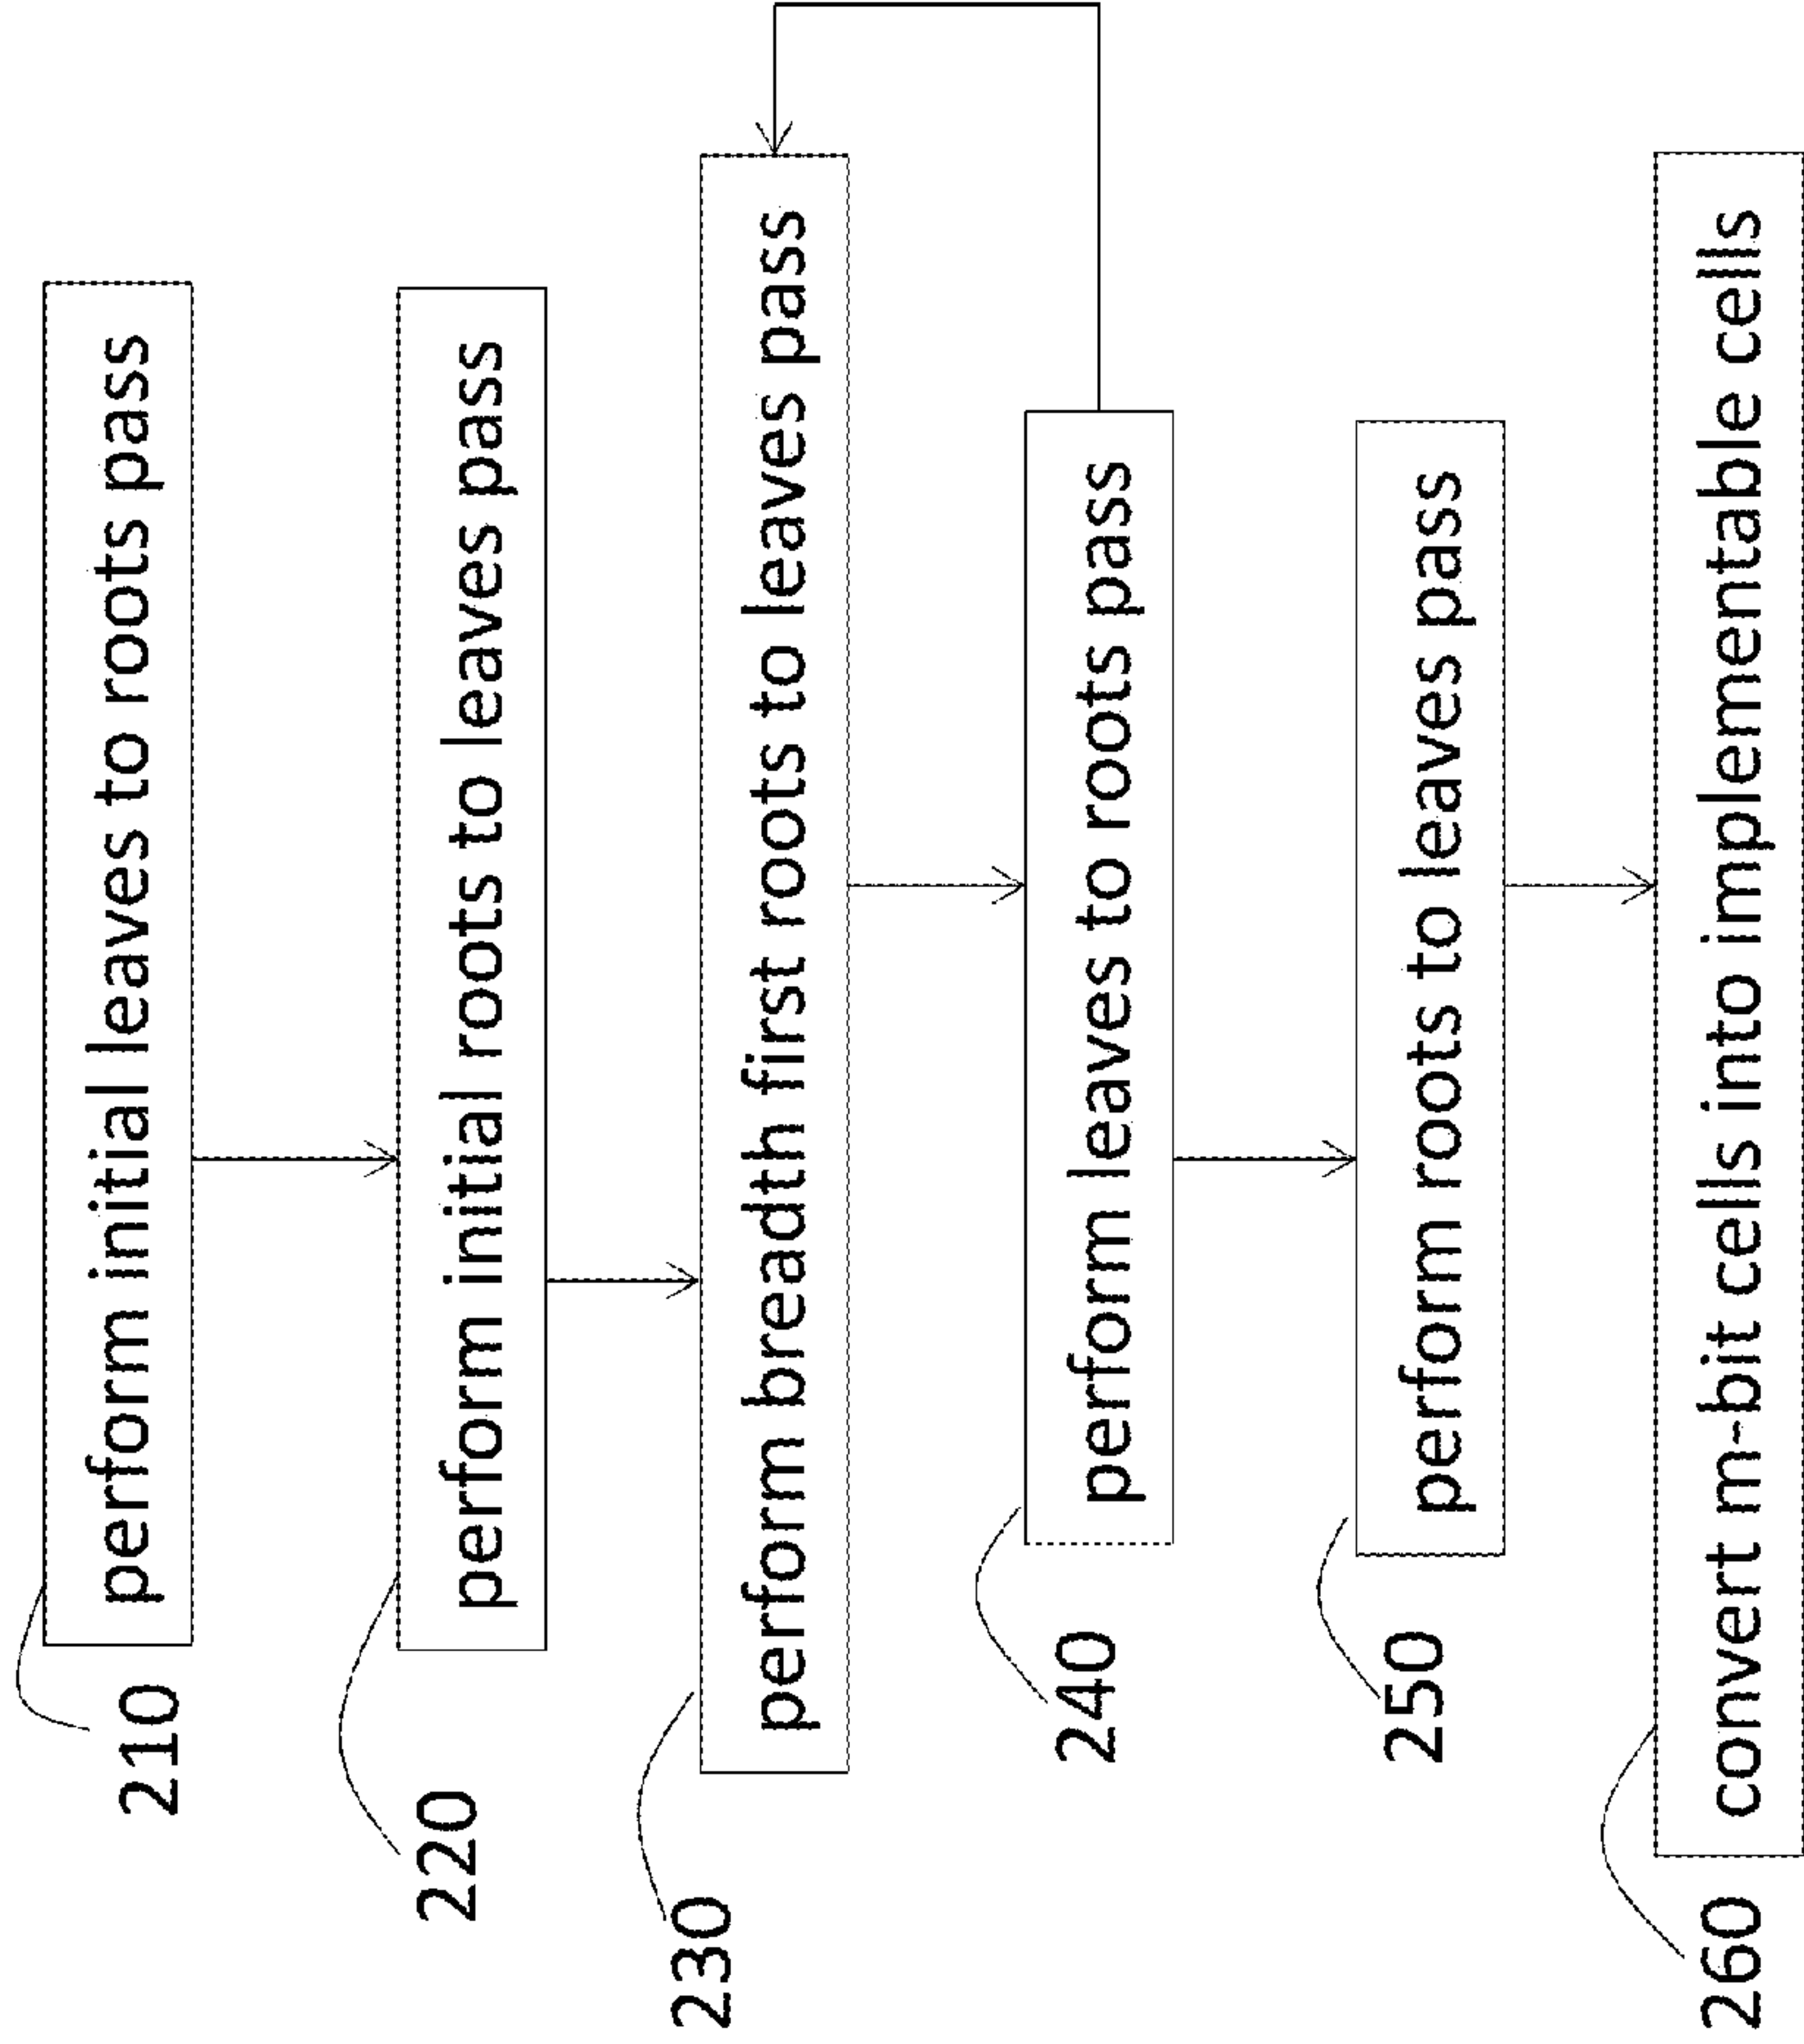 210
perform initial leaves to roots pass
220
perform initial roots to leaves pass
230
perform breadth first roots to leaves pass
240
perform leaves to roots pass
250
perform roots to leaves pass
260
convert m-bit cells into implementable cells